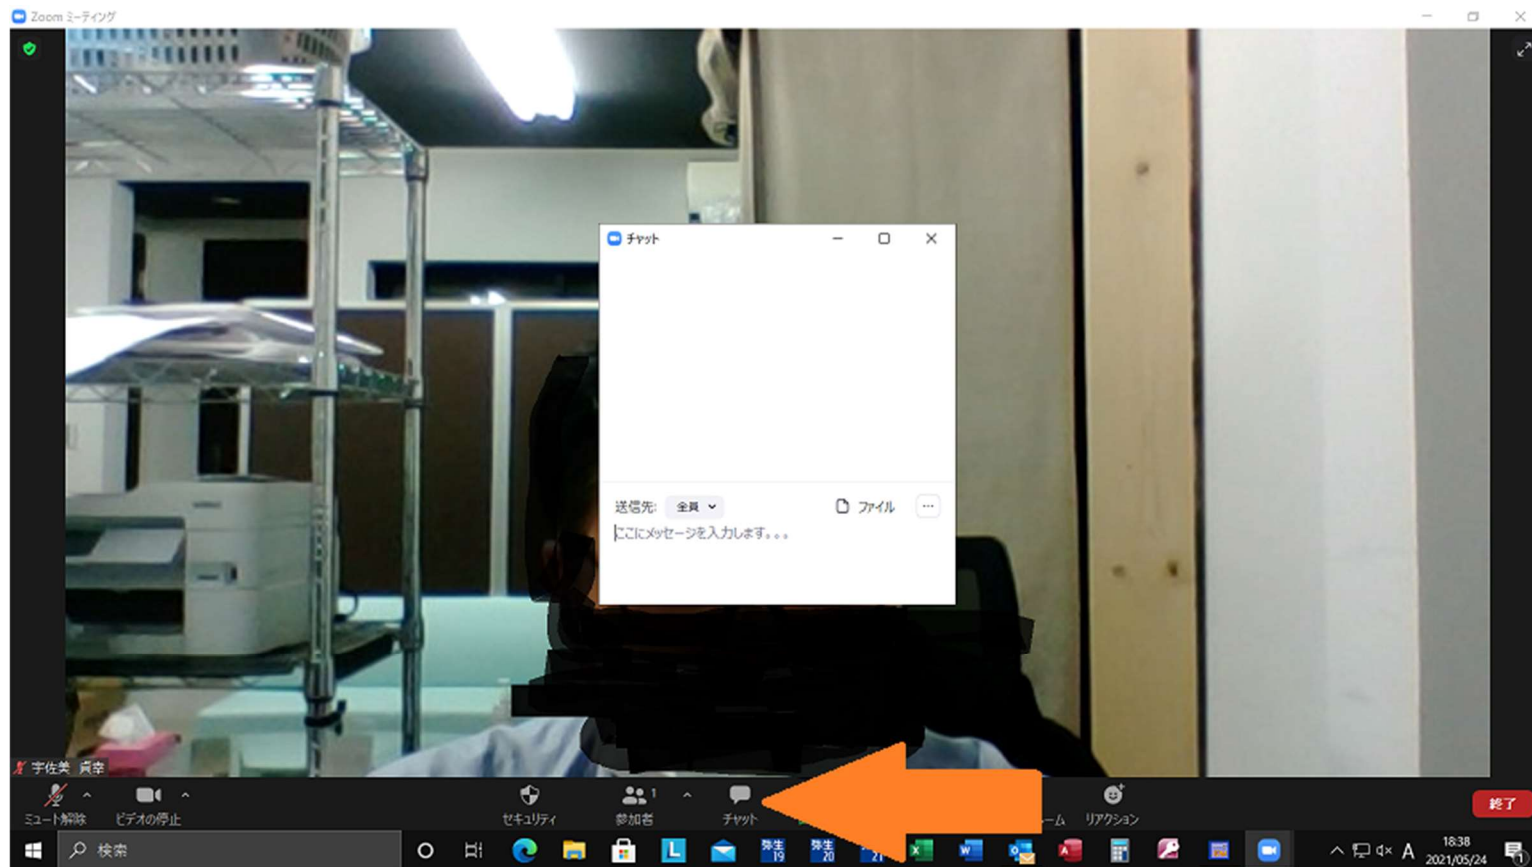 Zoom ミーティング
チャット
送信先: 全員
ファイル
ここにメッセージを入力します。。。
宇佐美 貞幸
1
ミュート解除
ビデオの停止
セキュリティ
参加者
チャット
ーム
リアクション
終了
検索
L
弥生 19
弥生 20
21
A
18:38
2021/05/24